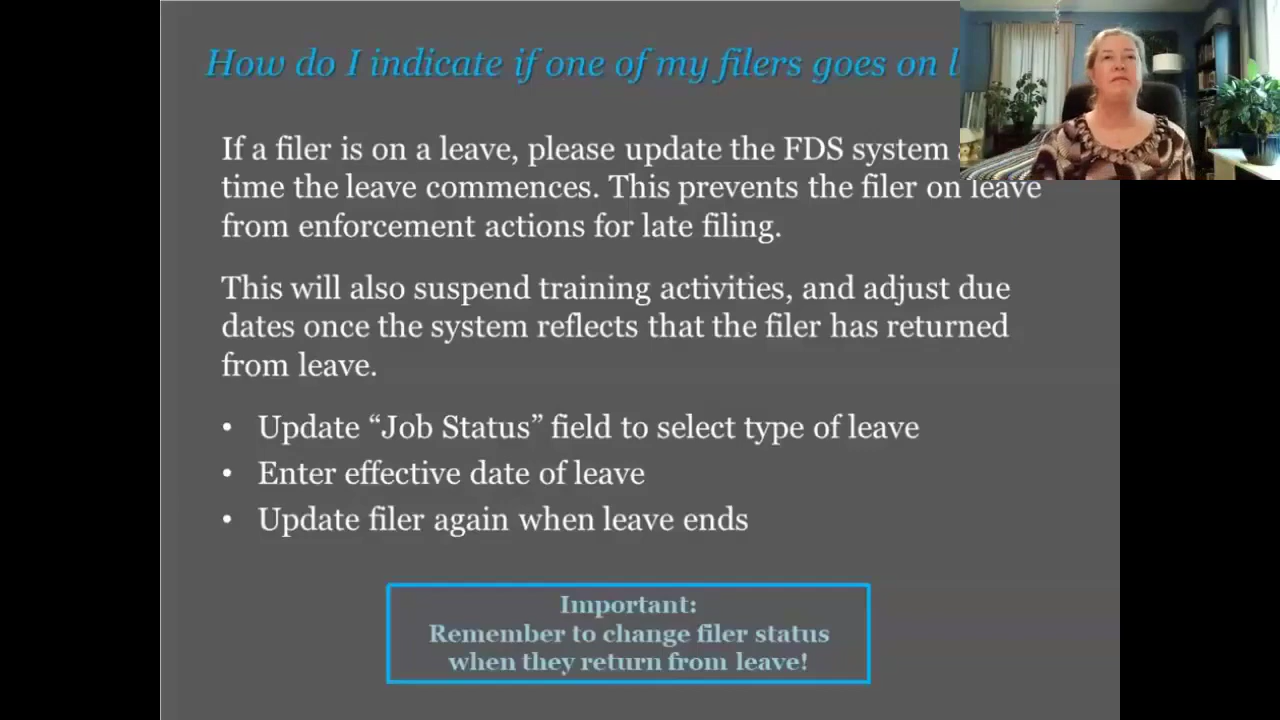 How do I indicate if one of my filers goes on
If a filer is on a leave, please update the FDS system
time the leave commences. This prevents the filer on leave
from enforcement actions for late filing.
This will also suspend training activities, and adjust due
dates once the system reflects that the filer has returned
from leave.
• Update “Job Status” field to select type of leave
• Enter effective date of leave
• Update filer again when leave ends
Important:
Remember to change filer status
when they return from leave!